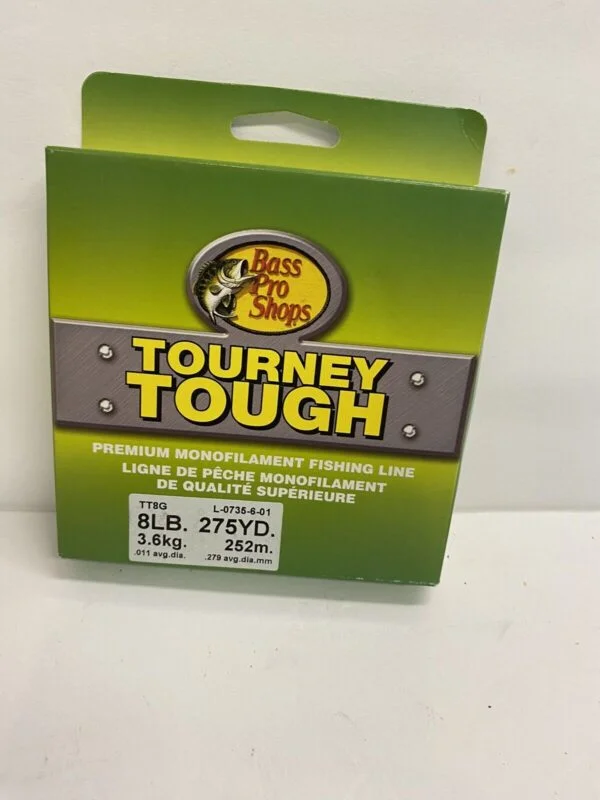 Bass
Pro
Shops
TOURNEY
TOUGH
PREMIUM MONOFILAMENT FISHING LINE
LIGNE DE PÊCHE MONOFILAMENT
DE QUALITÉ SUPÉRIEURE
TT8G L-0735-6-01
8LB. 275YD.
3.6kg. 252m.
.011 avg.dia. .279 avg.dia.mm